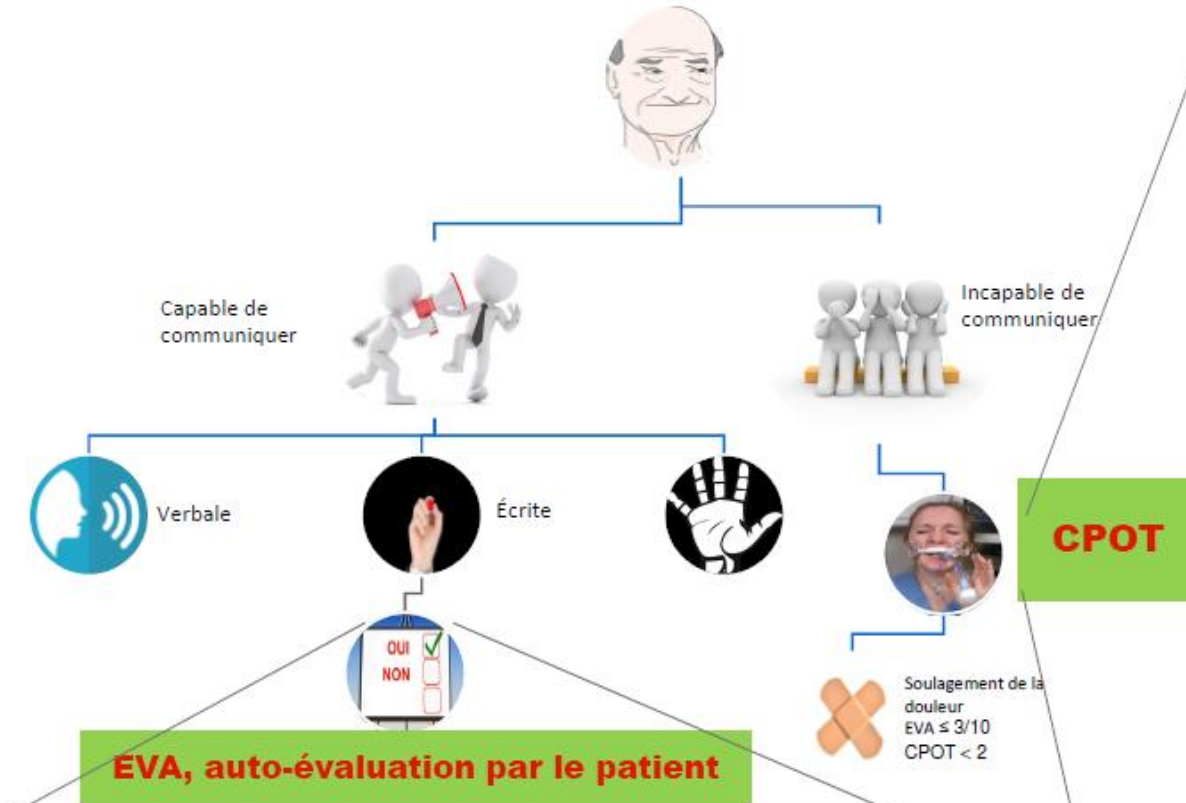 Capable de
communiquer
Incapable de
communiquer
Verbale
Écrite
CPOT
OUI
NON
Soulagement de la
douleur
EVA ≤ 3/10
CPOT < 2
EVA, auto-évaluation par le patient